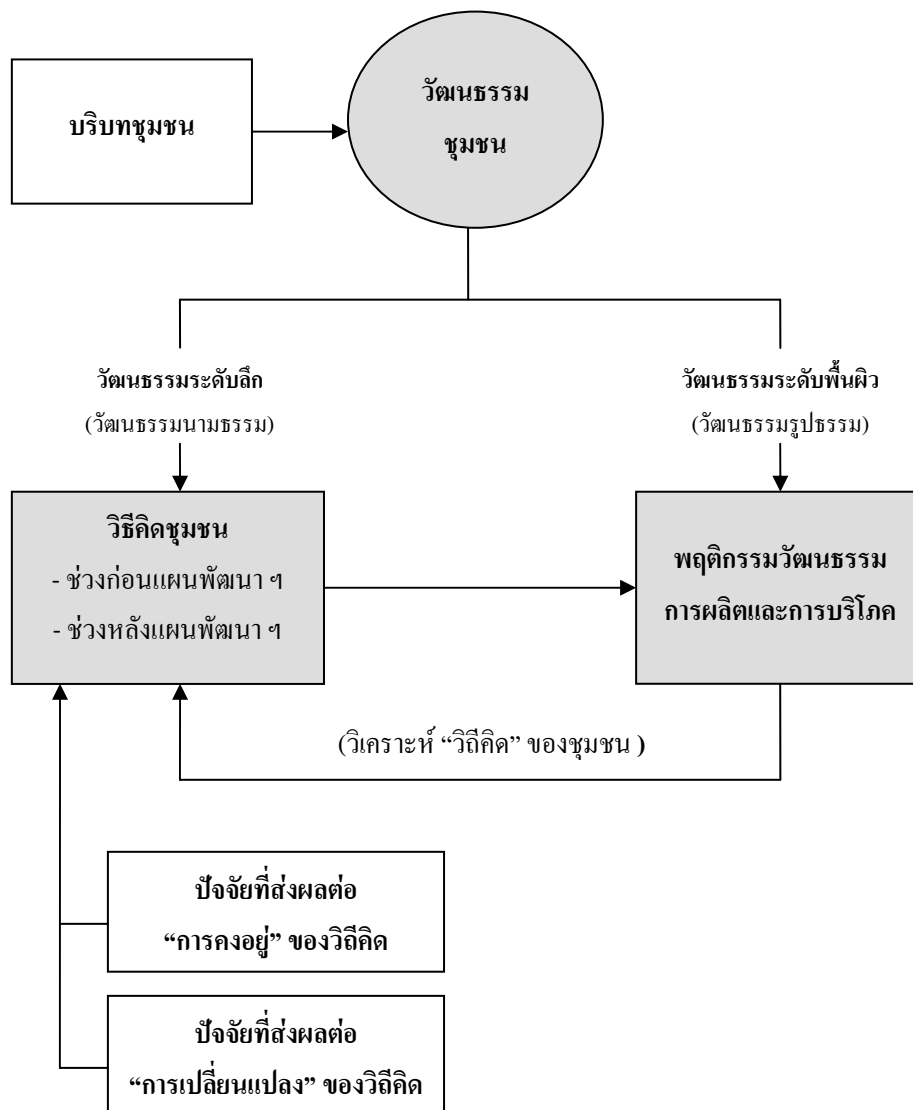 บริบทชุมชน
วัฒนธรรม
ชุมชน
วัฒนธรรมระดับลึก
(วัฒนธรรมนามธรรม)
วัฒนธรรมระดับพื้นผิว
(วัฒนธรรมรูปธรรม)
วิธีคิดชุมชน
- ช่วงก่อนแผนพัฒนา ฯ
- ช่วงหลังแผนพัฒนา ฯ
พฤติกรรมวัฒนธรรม
การผลิตและการบริโภค
(วิเคราะห์ “วิถีคิด” ของชุมชน )
ปัจจัยที่ส่งผลต่อ
“การคงอยู่” ของวิถีคิด
ปัจจัยที่ส่งผลต่อ
“การเปลี่ยนแปลง” ของวิถีคิด